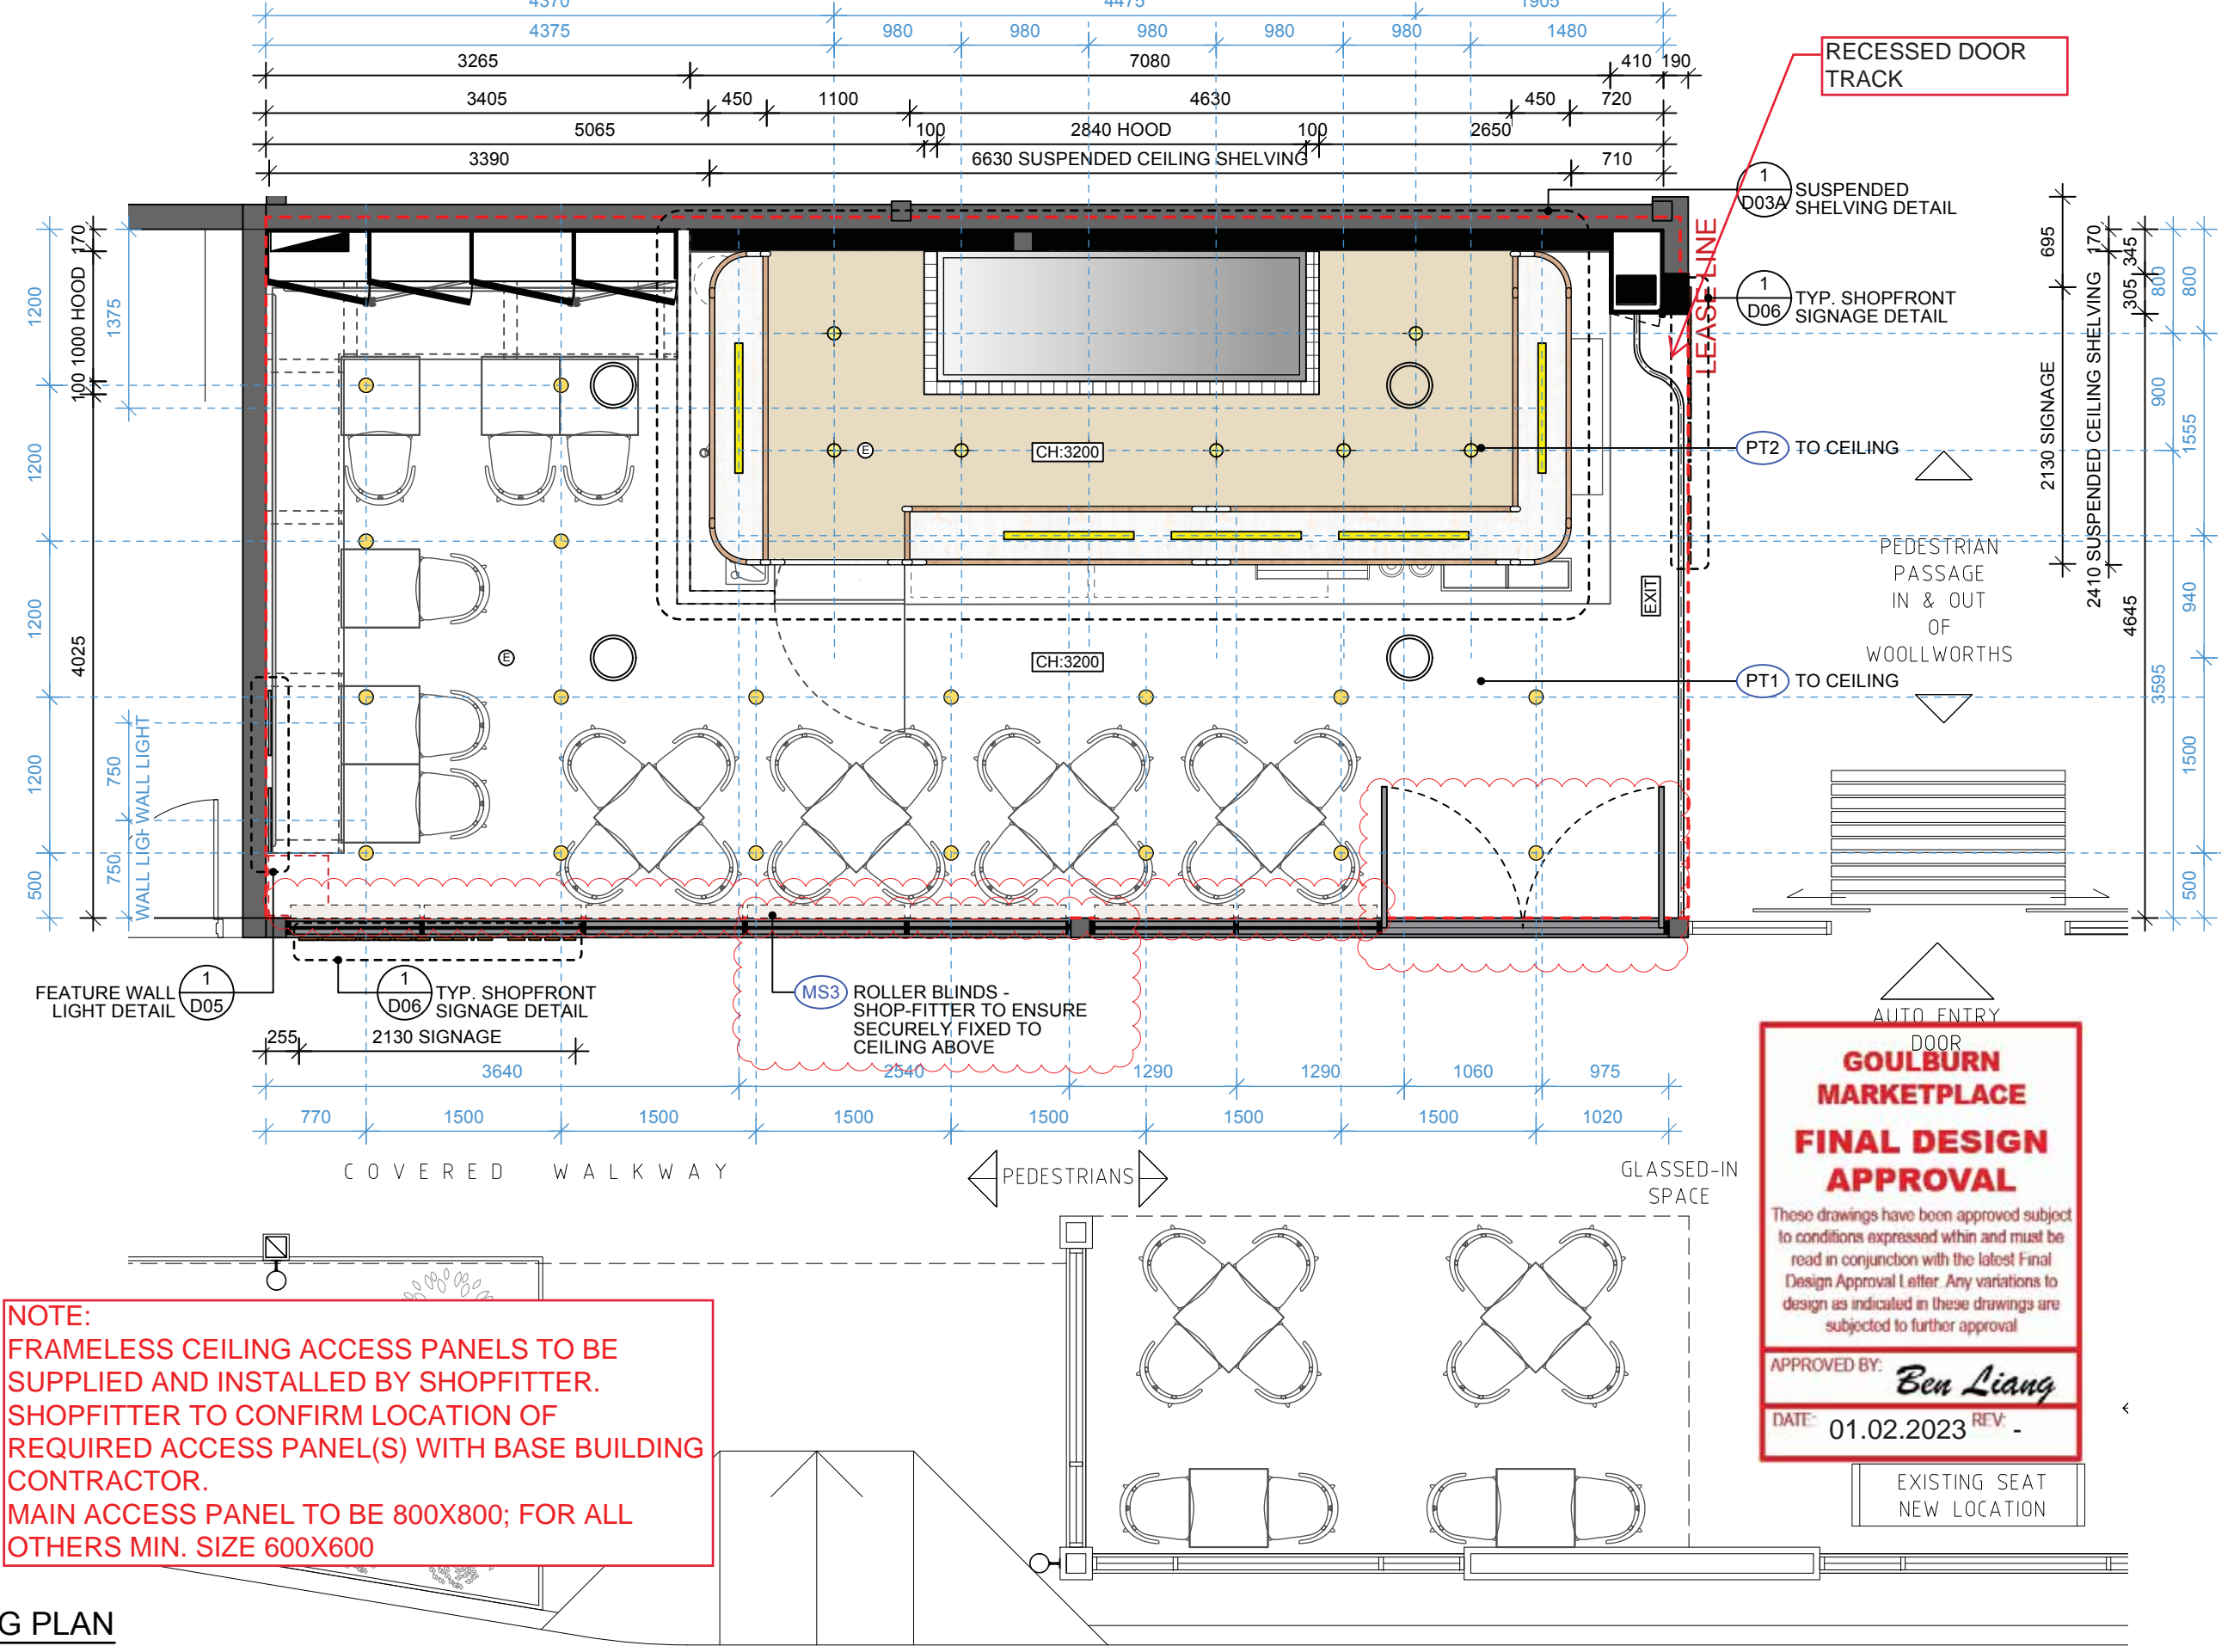 4370
4475
1905
4375
980
980
980
980
980
1480
3265
7080
410
190
3405
450
1100
4630
450
720
5065
100
2840 HOOD
100
2650
3390
6630 SUSPENDED CEILING SHELVING
710
RECESSED DOOR
TRACK
1
D03A
SUSPENDED
SHELVING DETAIL
LEASE LINE
1
D06
TYP. SHOPFRONT
SIGNAGE DETAIL
1200
1200
1200
1200
500
170
1000 HOOD
100
4025
1375
750
750
WALL LIGHT
WALL LIGH
CH:3200
E
PT2
TO CEILING
EXIT
E
CH:3200
PT1
TO CEILING
695
2130 SIGNAGE
170
2410 SUSPENDED CEILING SHELVING
345
305
4645
800
900
3595
800
1555
940
1500
500
PEDESTRIAN
PASSAGE
IN & OUT
OF
WOOLLWORTHS
AUTO ENTRY
DOOR
FEATURE WALL
LIGHT DETAIL
1
D05
1
D06
TYP. SHOPFRONT
SIGNAGE DETAIL
MS3
ROLLER BLINDS -
SHOP-FITTER TO ENSURE
SECURELY FIXED TO
CEILING ABOVE
255
2130 SIGNAGE
3640
2540
1290
1290
1060
975
770
1500
1500
1500
1500
1500
1500
1020
COVERED WALKWAY
PEDESTRIANS
GLASSED-IN
SPACE
GOULBURN
MARKETPLACE
FINAL DESIGN
APPROVAL
These drawings have been approved subject
to conditions expressed wthin and must be
read in conjunction with the latest Final
Design Approval Letter. Any variations to
design as indicated in these drawings are
subjected to further approval
APPROVED BY: Ben Liang
DATE: 01.02.2023 REV: -
EXISTING SEAT
NEW LOCATION
NOTE:
FRAMELESS CEILING ACCESS PANELS TO BE
SUPPLIED AND INSTALLED BY SHOPFITTER.
SHOPFITTER TO CONFIRM LOCATION OF
REQUIRED ACCESS PANEL(S) WITH BASE BUILDING
CONTRACTOR.
MAIN ACCESS PANEL TO BE 800X800; FOR ALL
OTHERS MIN. SIZE 600X600
G PLAN